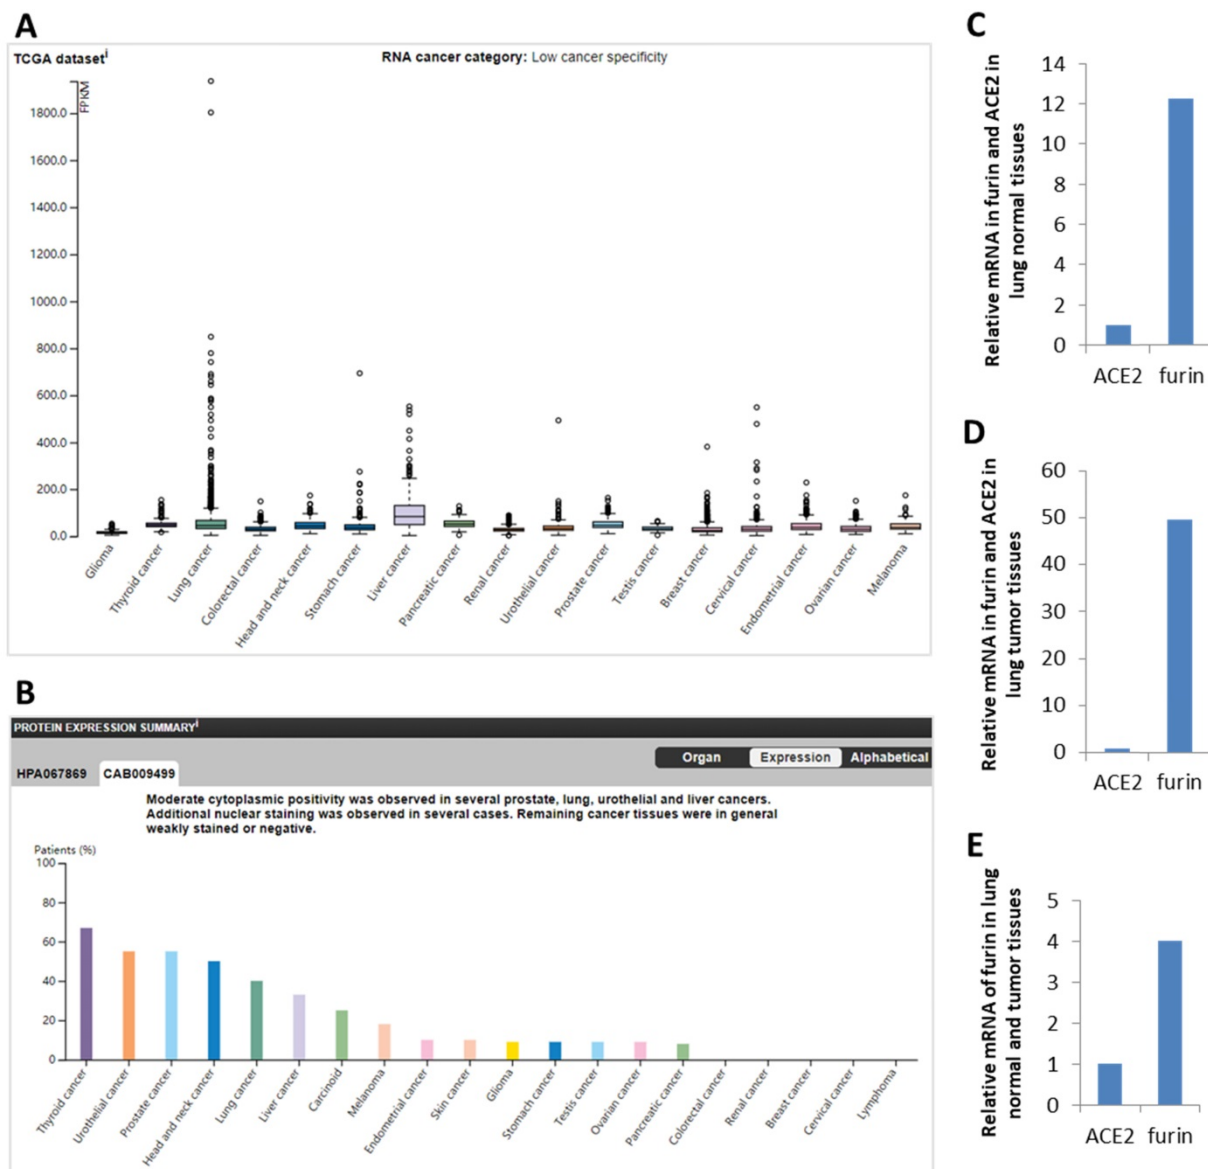 A
TCGA datasetⁱ
RNA cancer category: Low cancer specificity
FPKM
1800.0
1600.0
1400.0
1200.0
1000.0
800.0
600.0
400.0
200.0
0.0
Glioma
Thyroid cancer
Lung cancer
Colorectal cancer
Head and neck cancer
Stomach cancer
Liver cancer
Pancreatic cancer
Renal cancer
Urothelial cancer
Prostate cancer
Testis cancer
Breast cancer
Cervical cancer
Endometrial cancer
Ovarian cancer
Melanoma
B
PROTEIN EXPRESSION SUMMARYⁱ
Organ Expression Alphabetical
HPA067869 CAB009499
Moderate cytoplasmic positivity was observed in several prostate, lung, urothelial and liver cancers.
Additional nuclear staining was observed in several cases. Remaining cancer tissues were in general
weakly stained or negative.
Patients (%)
100
80
60
40
20
0
Thyroid cancer
Urothelial cancer
Prostate cancer
Head and neck cancer
Lung cancer
Liver cancer
Carcinoid
Melanoma
Endometrial cancer
Skin cancer
Glioma
Stomach cancer
Testis cancer
Ovarian cancer
Pancreatic cancer
Colorectal cancer
Renal cancer
Breast cancer
Cervical cancer
Lymphoma
C
Relative mRNA in furin and ACE2 in
lung normal tissues
14
12
10
8
6
4
2
0
ACE2 furin
D
Relative mRNA in furin and ACE2 in
lung tumor tissues
60
50
40
30
20
10
0
ACE2 furin
E
Relative mRNA of furin in lung
normal and tumor tissues
5
4
3
2
1
0
ACE2 furin